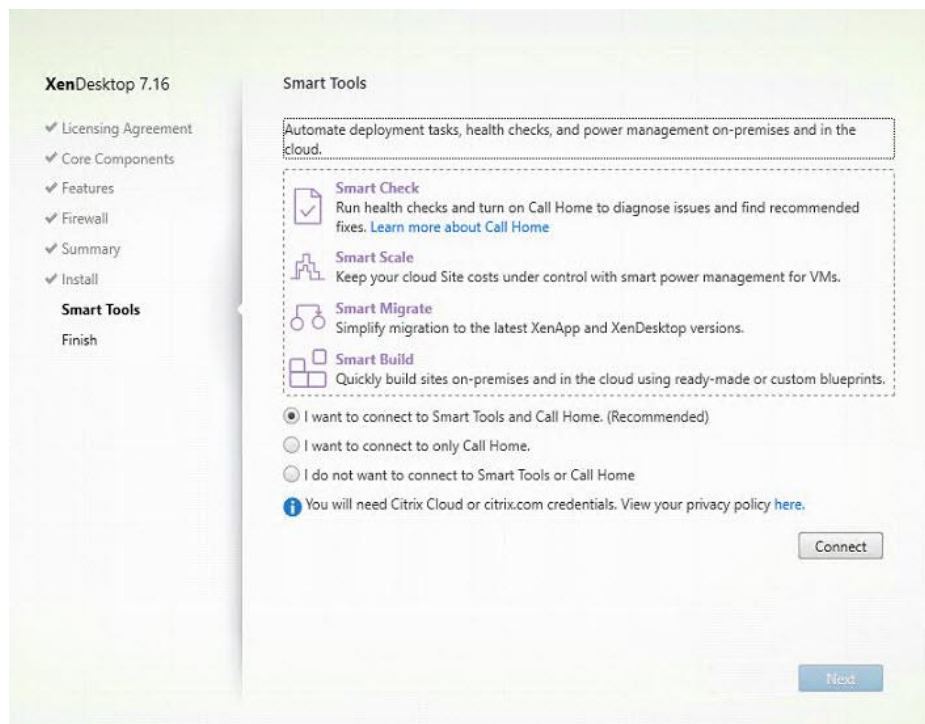 XenDesktop 7.16
Licensing Agreement
Core Components
Features
Firewall
Summary
Install
Smart Tools
Finish
Smart Tools
Automate deployment tasks, health checks, and power management on-premises and in the
cloud.
Smart Check
Run health checks and turn on Call Home to diagnose issues and find recommended
fixes. Learn more about Call Home
Smart Scale
Keep your cloud Site costs under control with smart power management for VMs.
Smart Migrate
Simplify migration to the latest XenApp and XenDesktop versions.
Smart Build
Quickly build sites on-premises and in the cloud using ready-made or custom blueprints.
I want to connect to Smart Tools and Call Home. (Recommended)
I want to connect to only Call Home.
I do not want to connect to Smart Tools or Call Home
You will need Citrix Cloud or citrix.com credentials. View your privacy policy here.
Connect
Next